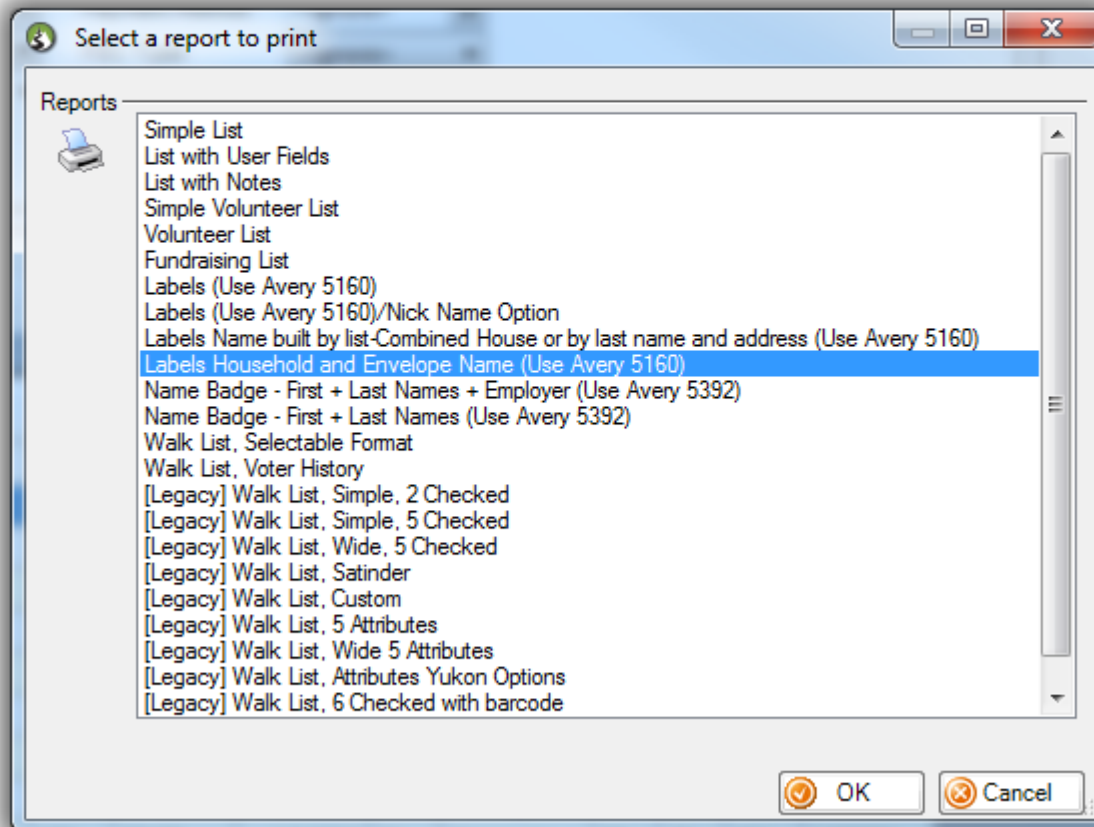 Select a report to print
Reports
Simple List
List with User Fields
List with Notes
Simple Volunteer List
Volunteer List
Fundraising List
Labels (Use Avery 5160)
Labels (Use Avery 5160)/Nick Name Option
Labels Name built by list-Combined House or by last name and address (Use Avery 5160)
Labels Household and Envelope Name (Use Avery 5160)
Name Badge - First + Last Names + Employer (Use Avery 5392)
Name Badge - First + Last Names (Use Avery 5392)
Walk List, Selectable Format
Walk List, Voter History
[Legacy] Walk List, Simple, 2 Checked
[Legacy] Walk List, Simple, 5 Checked
[Legacy] Walk List, Wide, 5 Checked
[Legacy] Walk List, Satinder
[Legacy] Walk List, Custom
[Legacy] Walk List, 5 Attributes
[Legacy] Walk List, Wide 5 Attributes
[Legacy] Walk List, Attributes Yukon Options
[Legacy] Walk List, 6 Checked with barcode
OK
Cancel